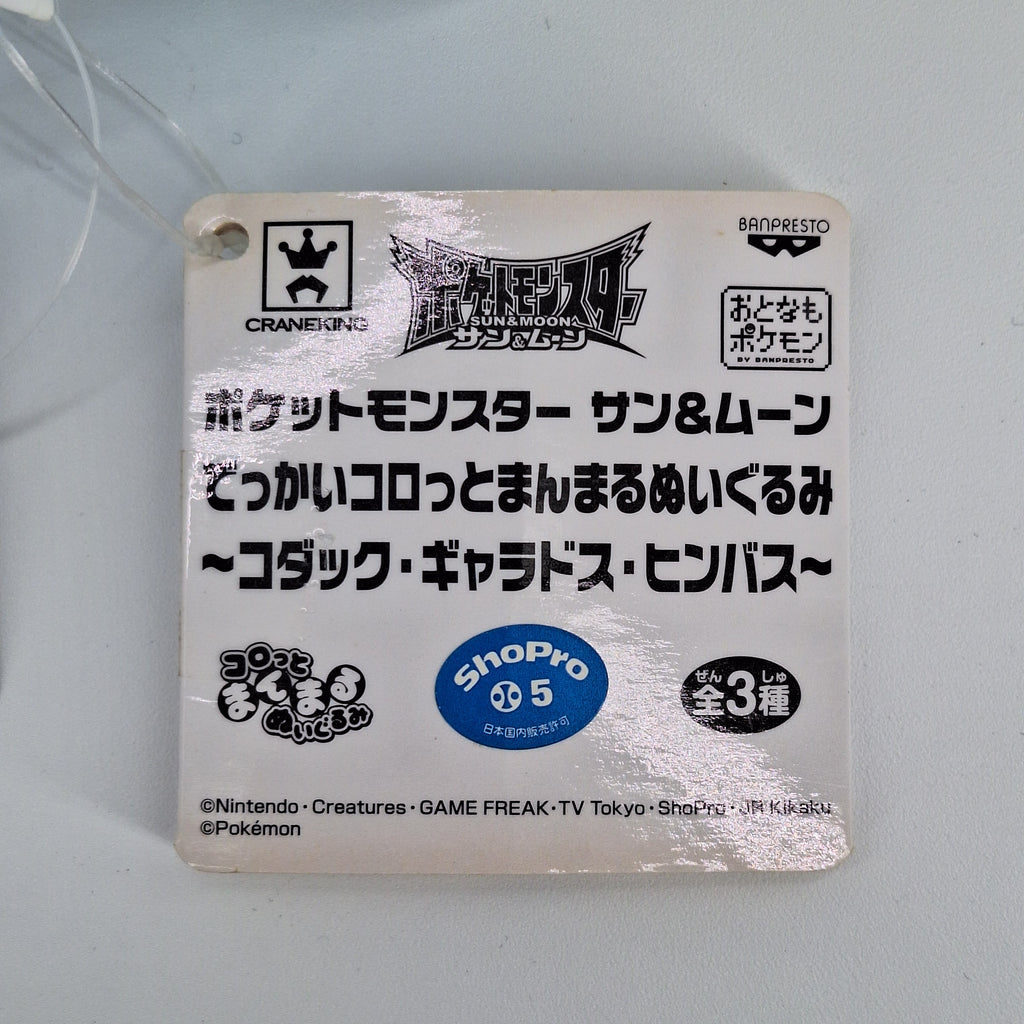 CRANEKING
ポケットモンスター
SUN&MOON
サン&ムーン
BANPRESTO
おとなも
ポケモン
BY BANPRESTO
ポケットモンスター サン&ムーン
でっかいコロっとまんまるぬいぐるみ
～コダック・ギャラドス・ヒンバス～
コロっと
まんまる
ぬいぐるみ
ShoPro
5
日本国内販売許可
ぜん しゅ
全3種
©Nintendo・Creatures・GAME FREAK・TV Tokyo・ShoPro・JR Kikaku
©Pokémon